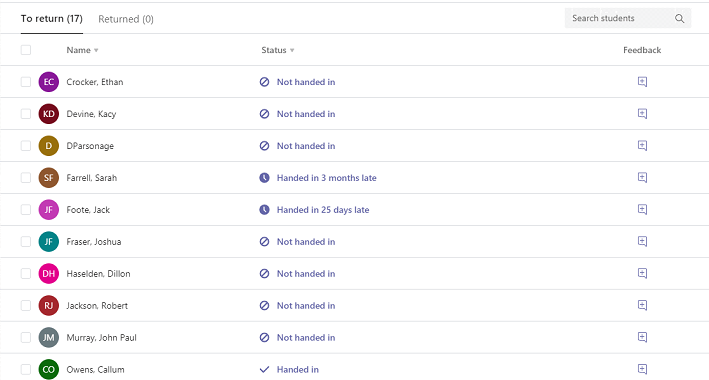 To return (17) Returned (0) Search students
Name Status Feedback
EC Crocker, Ethan Not handed in
KD Devine, Kacy Not handed in
D DParsonage Not handed in
SF Farrell, Sarah Handed in 3 months late
JF Foote, Jack Handed in 25 days late
JF Fraser, Joshua Not handed in
DH Haselden, Dillon Not handed in
RJ Jackson, Robert Not handed in
JM Murray, John Paul Not handed in
CO Owens, Callum Handed in